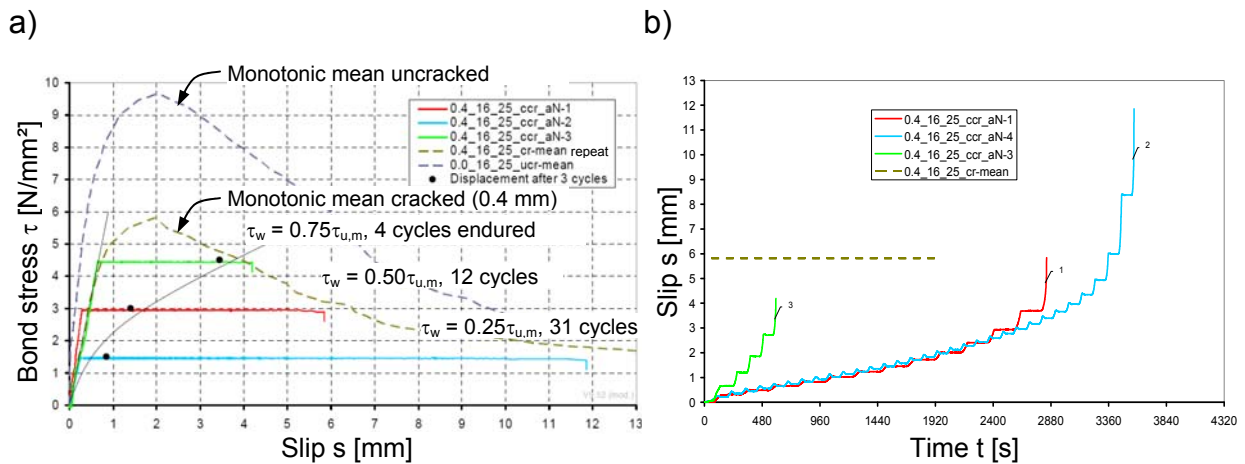 a)
b)
Monotonic mean uncracked
0.4_16_25_ccr_aN-1
0.4_16_25_ccr_aN-2
0.4_16_25_ccr_aN-3
0.4_16_25_cr-mean repeat
0.0_16_25_ucr-mean
Displacement after 3 cycles
Monotonic mean cracked (0.4 mm)
τw = 0.75τu,m, 4 cycles endured
τw = 0.50τu,m, 12 cycles
τw = 0.25τu,m, 31 cycles
10
9
8
7
6
5
4
3
2
1
0
Bond stress τ [N/mm²]
0 1 2 3 4 5 6 7 8 9 10 11 12 13
Slip s [mm]
13
12
11
10
9
8
7
6
5
4
3
2
1
0
Slip s [mm]
0.4_16_25_ccr_aN-1
0.4_16_25_ccr_aN-4
0.4_16_25_ccr_aN-3
0.4_16_25_cr-mean
3
1
2
0 480 960 1440 1920 2400 2880 3360 3840 4320
Time t [s]